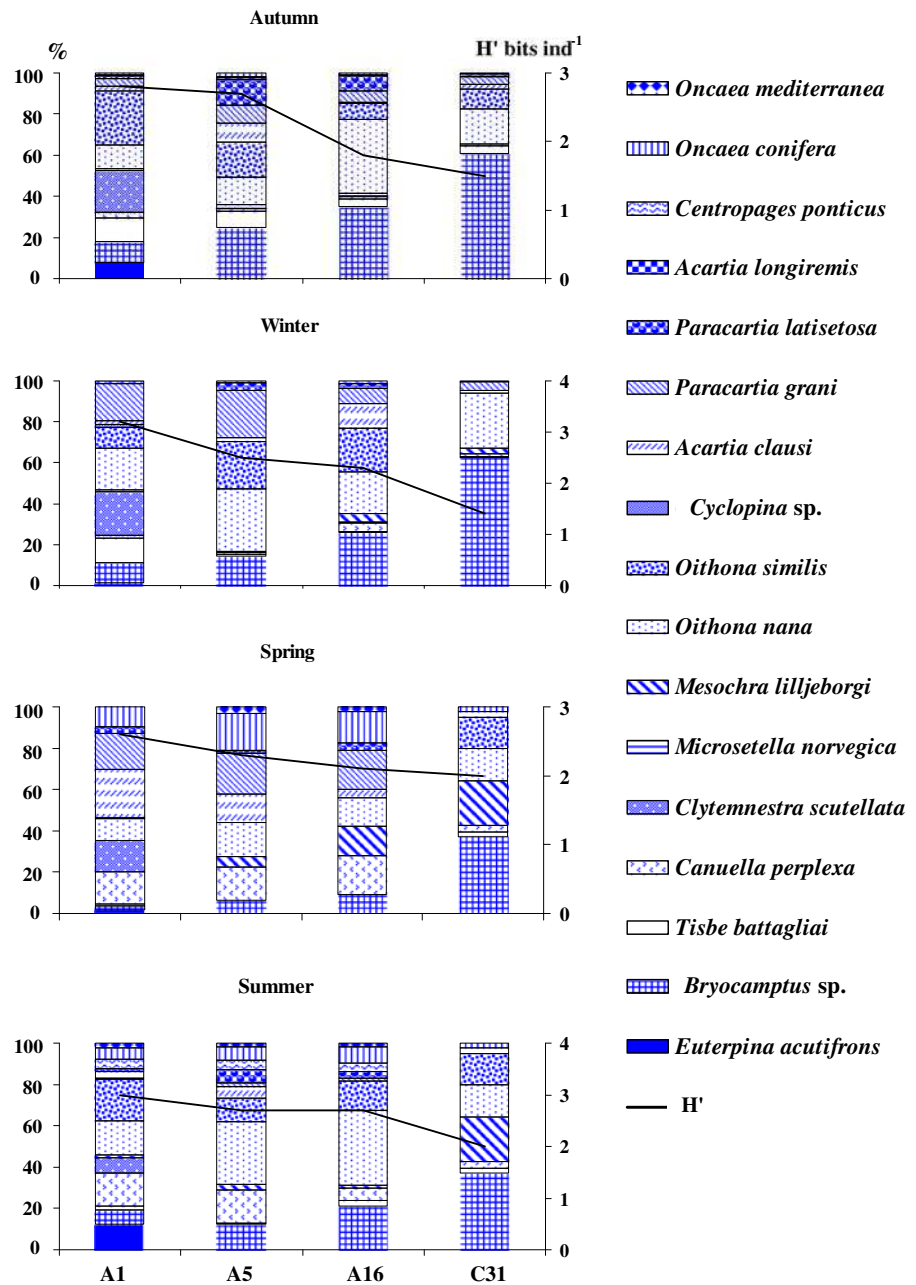 Autumn
%
H' bits ind-1
100
80
60
40
20
0
3
2
1
0
Winter
100
80
60
40
20
0
4
3
2
1
0
Spring
100
80
60
40
20
0
3
2
1
0
Summer
100
80
60
40
20
0
4
3
2
1
0
A1 A5 A16 C31
Oncaea mediterranea
Oncaea conifera
Centropages ponticus
Acartia longiremis
Paracartia latisetosa
Paracartia grani
Acartia clausi
Cyclopina sp.
Oithona similis
Oithona nana
Mesochra lilljeborgi
Microsetella norvegica
Clytemnestra scutellata
Canuella perplexa
Tisbe battagliai
Bryocamptus sp.
Euterpina acutifrons
H'